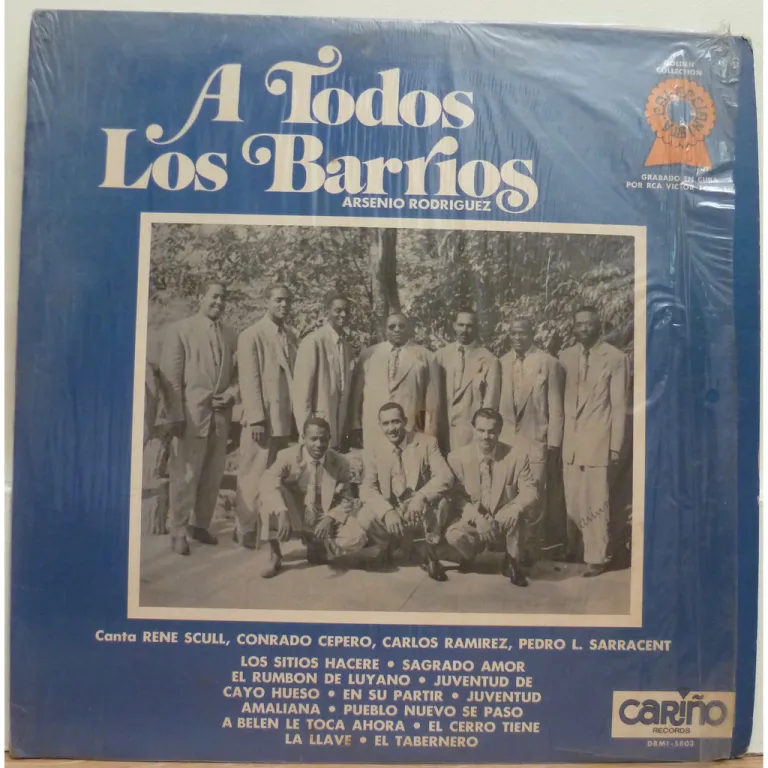 A Todos
Los Barrios
ARSENIO RODRIGUEZ
GOLDEN
COLLECTION
GRABADO EN CUBA
POR RCA VICTOR
Canta RENE SCULL, CONRADO CEPERO, CARLOS RAMIREZ, PEDRO L. SARRACENT
LOS SITIOS HACERE • SAGRADO AMOR
EL RUMBON DE LUYANO • JUVENTUD DE
CAYO HUESO • EN SU PARTIR • JUVENTUD
AMALIANA • PUEBLO NUEVO SE PASO
A BELEN LE TOCA AHORA • EL CERRO TIENE
LA LLAVE • EL TABERNERO
CARIÑO
RECORDS
DBM1-5802